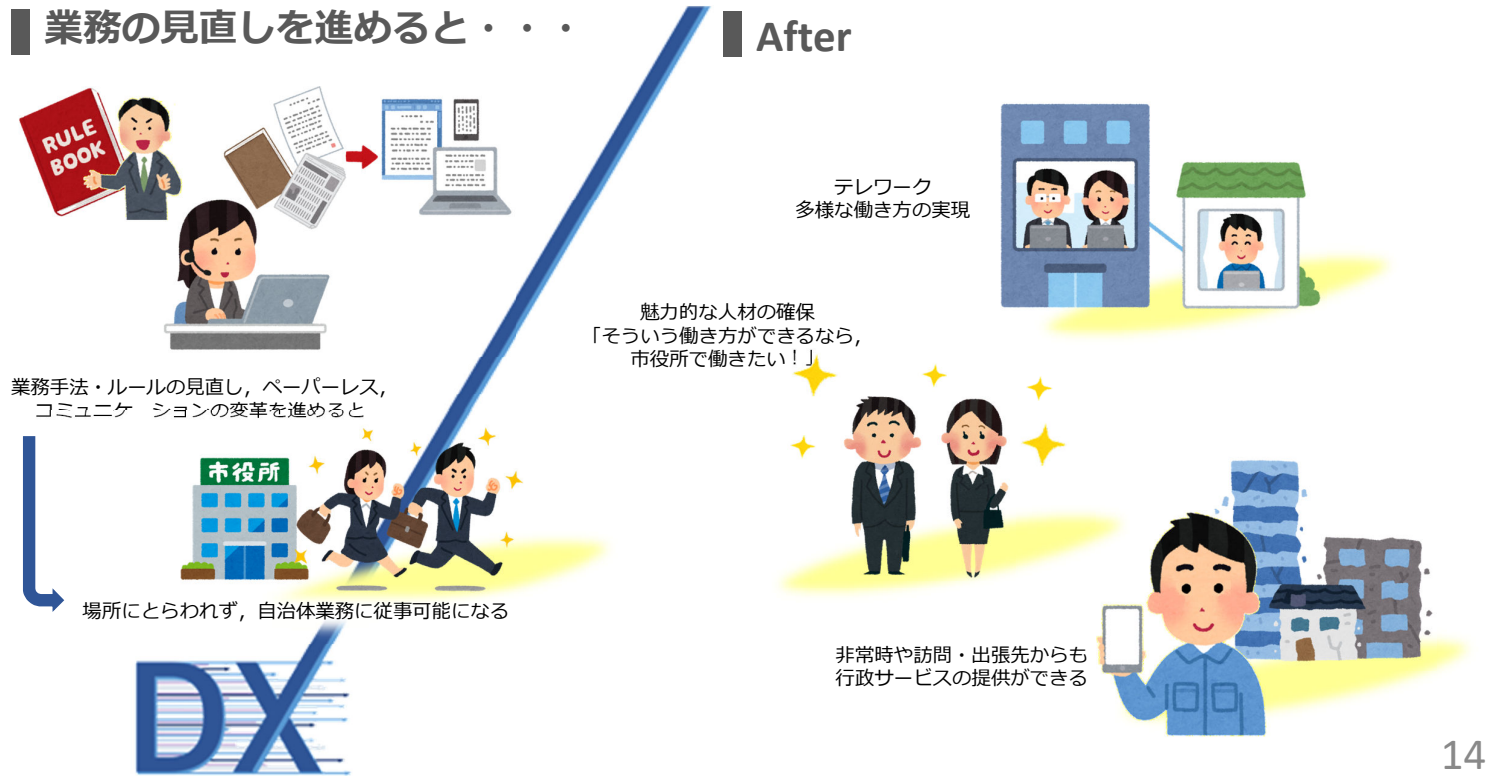 業務の見直しを進めると・・・
RULE
BOOK
業務手法・ルールの見直し，ペーパーレス，
コミュニケーションの変革を進めると
市役所
場所にとらわれず，自治体業務に従事可能になる
DX
After
テレワーク
多様な働き方の実現
魅力的な人材の確保
「そういう働き方ができるなら，
市役所で働きたい！」
非常時や訪問・出張先からも
行政サービスの提供ができる
14